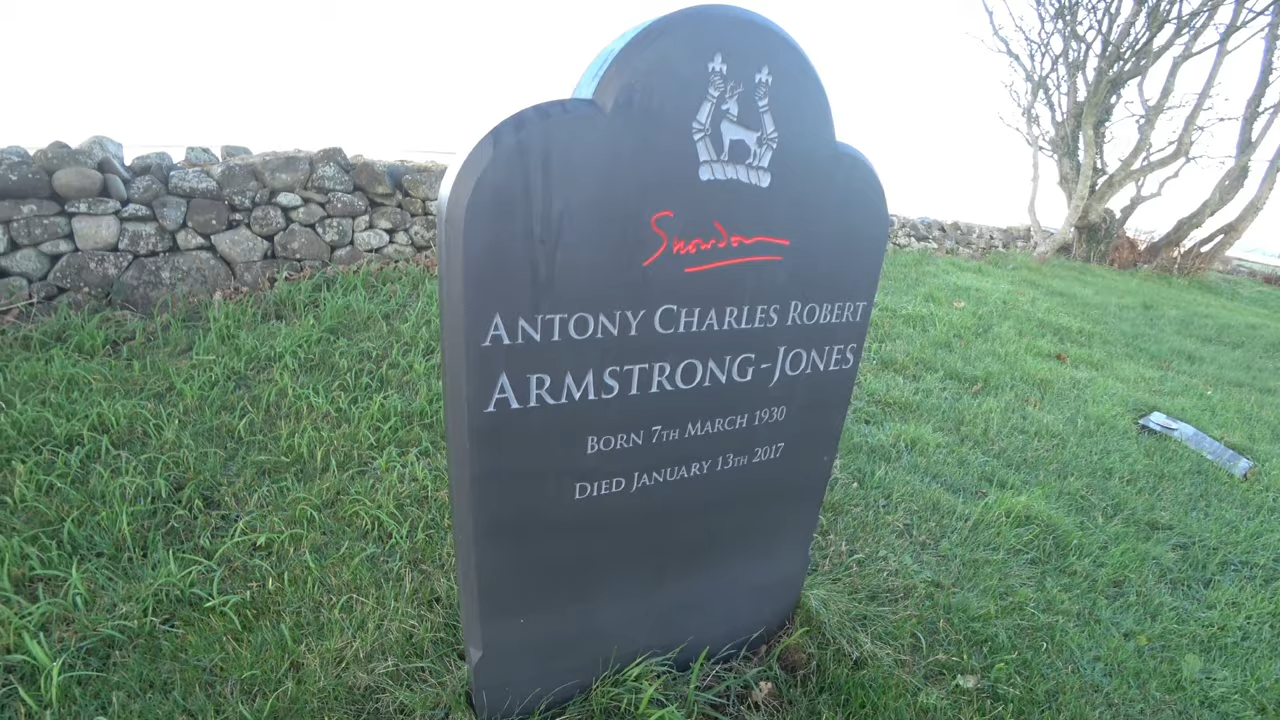 Snowdon
ANTONY CHARLES ROBERT
ARMSTRONG-JONES
BORN 7TH MARCH 1930
DIED JANUARY 13TH 2017